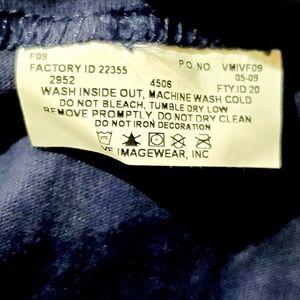 F09 P.O NO. VMIVF09
FACTORY ID 22355 05-09
2952 4506 FTY.ID 20
WASH INSIDE OUT, MACHINE WASH COLD
DO NOT BLEACH, TUMBLE DRY LOW
REMOVE PROMPTLY, DO NOT DRY CLEAN
DO NOT IRON DECORATION
VF IMAGEWEAR, INC